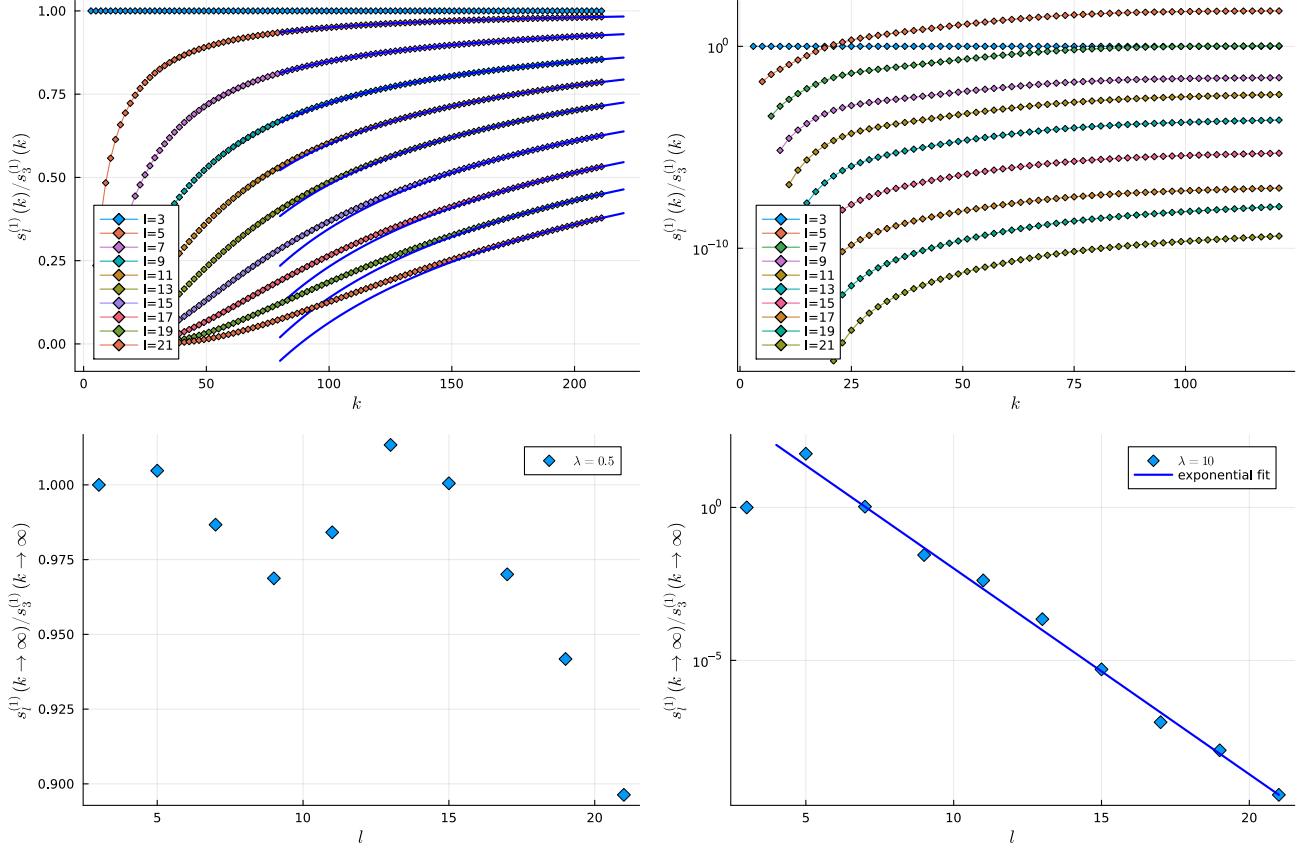 1.00
0.75
0.50
0.25
0.00
s_l^{(1)}(k)/s_3^{(1)}(k)
l=3
l=5
l=7
l=9
l=11
l=13
l=15
l=17
l=19
l=21
0 50 100 150 200
k
10^0
10^{-5}
10^{-10}
s_l^{(1)}(k)/s_3^{(1)}(k)
l=3
l=5
l=7
l=9
l=11
l=13
l=15
l=17
l=19
l=21
0 25 50 75 100
k
1.000
0.975
0.950
0.925
0.900
s_l^{(1)}(k → ∞)/s_3^{(1)}(k → ∞)
λ = 0.5
5 10 15 20
l
10^0
10^{-5}
s_l^{(1)}(k → ∞)/s_3^{(1)}(k → ∞)
λ = 10
exponential fit
5 10 15 20
l